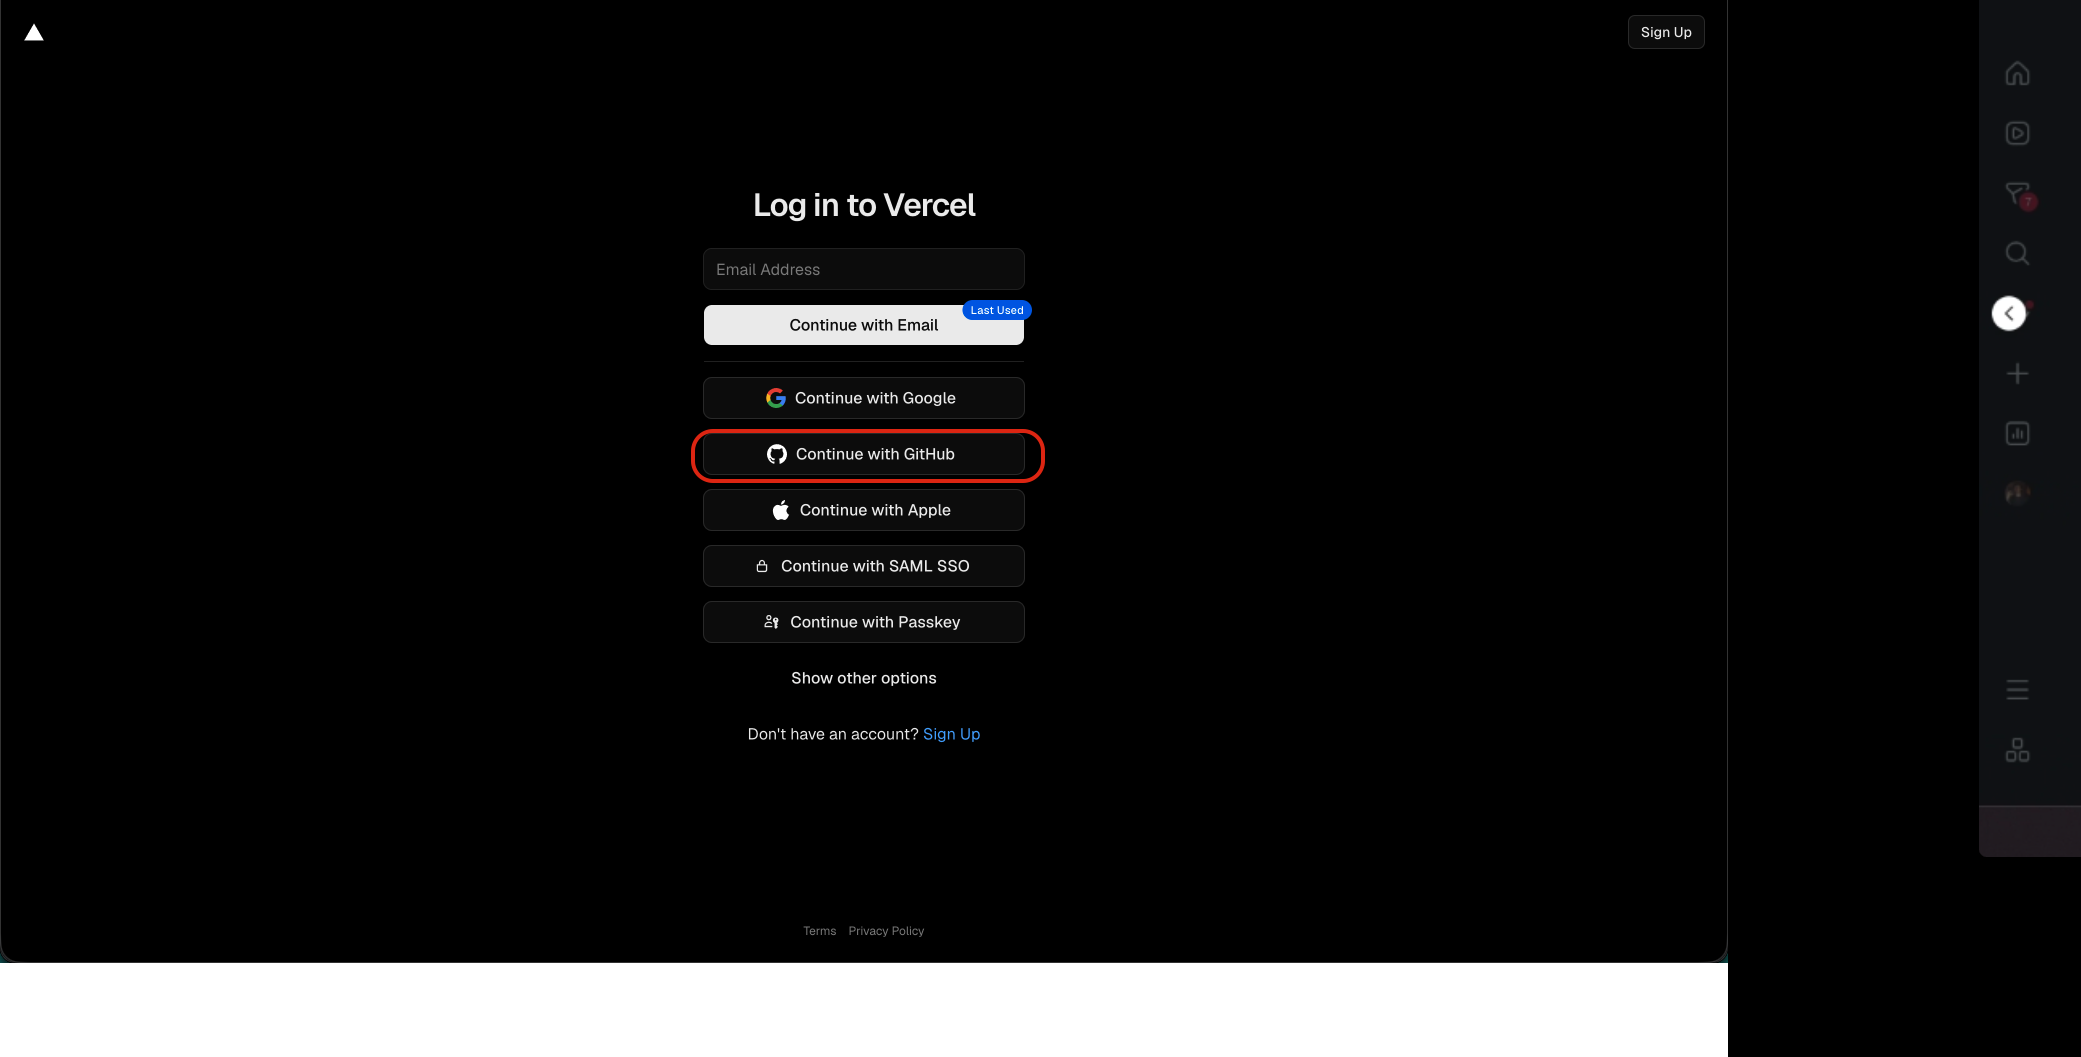 Sign Up
Log in to Vercel
Email Address
Last Used
Continue with Email
Continue with Google
Continue with GitHub
Continue with Apple
Continue with SAML SSO
Continue with Passkey
Show other options
Don't have an account? Sign Up
Terms Privacy Policy
7